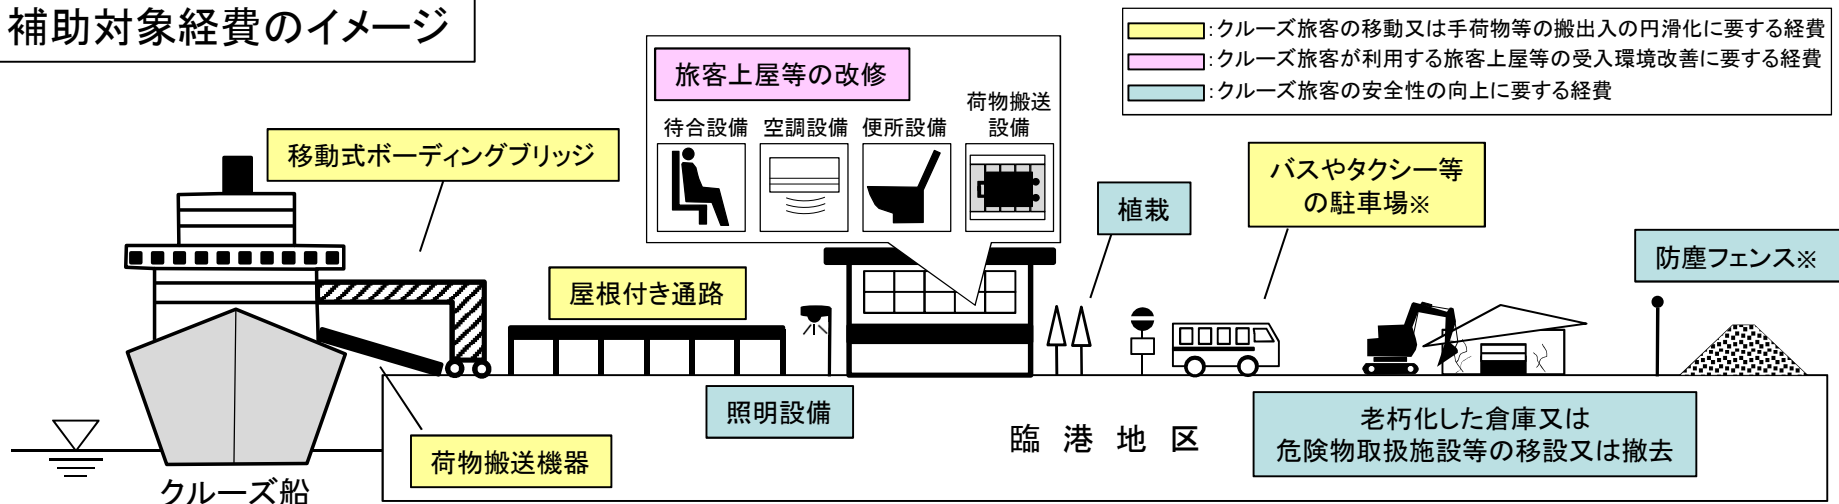 補助対象経費のイメージ
:クルーズ旅客の移動又は手荷物等の搬出入の円滑化に要する経費
:クルーズ旅客が利用する旅客上屋等の受入環境改善に要する経費
:クルーズ旅客の安全性の向上に要する経費
旅客上屋等の改修
待合設備
空調設備
便所設備
荷物搬送
設備
移動式ボーディングブリッジ
バスやタクシー等
の駐車場※
植栽
防塵フェンス※
屋根付き通路
照明設備
臨港地区
老朽化した倉庫又は
危険物取扱施設等の移設又は撤去
荷物搬送機器
クルーズ船